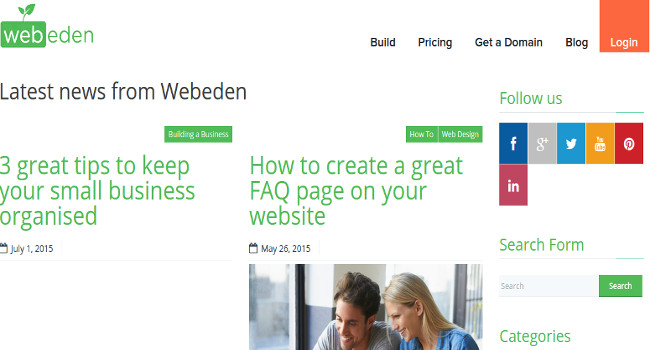 webeden
Build Pricing Get a Domain Blog Login
Latest news from Webeden
Building a Business
3 great tips to keep
your small business
organised
July 1, 2015
How To Web Design
How to create a great
FAQ page on your
website
May 26, 2015
Follow us
f g+ You Tube in
Search Form
Search Search
Categories